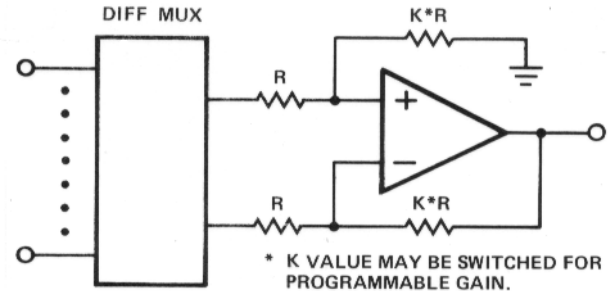 DIFF MUX
K*R
R
+
−
R
K*R
* K VALUE MAY BE SWITCHED FOR
PROGRAMMABLE GAIN.